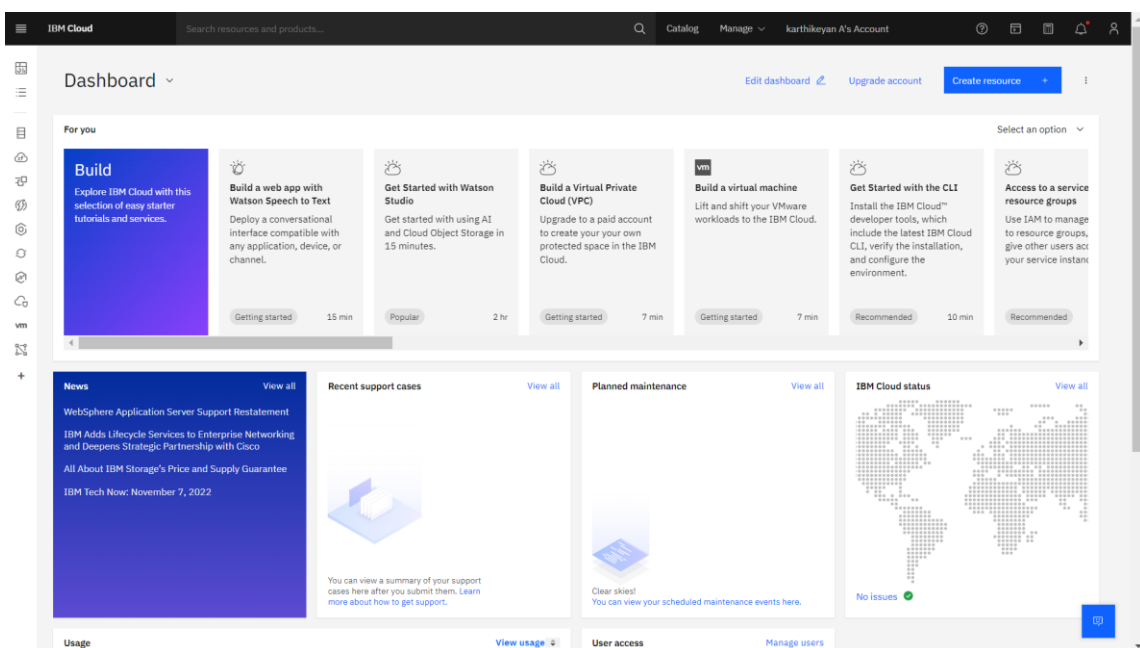 IBM Cloud
Search resources and products...
Catalog
Manage
karthikeyan A's Account
Dashboard
Edit dashboard
Upgrade account
Create resource +
For you
Select an option
Build
Explore IBM Cloud with this
selection of easy starter
tutorials and services.
Build a web app with
Watson Speech to Text
Deploy a conversational
interface compatible with
any application, device, or
channel.
Getting started
15 min
Get Started with Watson
Studio
Get started with using AI
and Cloud Object Storage in
15 minutes.
Popular
2 hr
Build a Virtual Private
Cloud (VPC)
Upgrade to a paid account
to create your your own
protected space in the IBM
Cloud.
Getting started
7 min
vm
Build a virtual machine
Lift and shift your VMware
workloads to the IBM Cloud.
Getting started
7 min
Get Started with the CLI
Install the IBM Cloud™
developer tools, which
include the latest IBM Cloud
CLI, verify the installation,
and configure the
environment.
Recommended
10 min
Access to a service
resource groups
Use IAM to manage
to resource groups,
give other users acc
your service instanc
Recommended
vm
News
View all
WebSphere Application Server Support Restatement
IBM Adds Lifecycle Services to Enterprise Networking
and Deepens Strategic Partnership with Cisco
All About IBM Storage's Price and Supply Guarantee
IBM Tech Now: November 7, 2022
Recent support cases
View all
You can view a summary of your support
cases here after you submit them. Learn
more about how to get support.
Planned maintenance
View all
Clear skies!
You can view your scheduled maintenance events here.
IBM Cloud status
View all
No issues
Usage
View usage
User access
Manage users